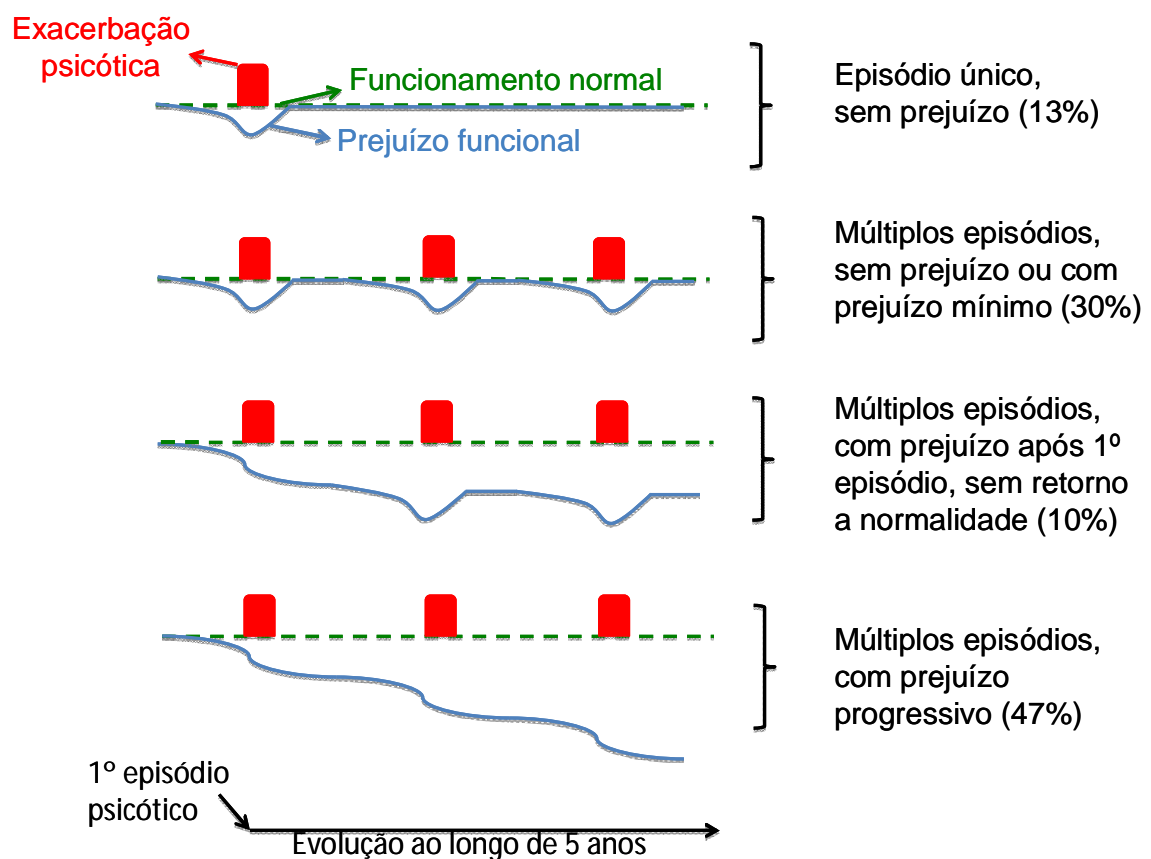 Exacerbação
psicótica
Funcionamento normal
Prejuízo funcional
Episódio único,
sem prejuízo (13%)
Múltiplos episódios,
sem prejuízo ou com
prejuízo mínimo (30%)
Múltiplos episódios,
com prejuízo após 1º
episódio, sem retorno
a normalidade (10%)
Múltiplos episódios,
com prejuízo
progressivo (47%)
1º episódio
psicótico
Evolução ao longo de 5 anos